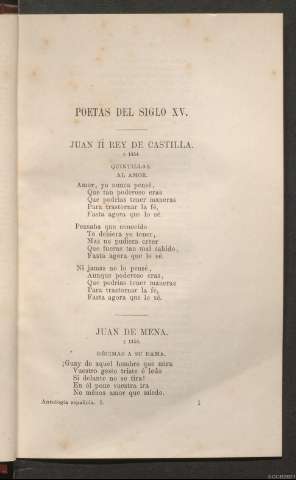 POETAS DEL SIGLO XV.
JUAN II REY DE CASTILLA.
† 1454
QUINTILLAS.
AL AMOR.
Amor, yo nunca pensé,
Que tan poderoso eras
Que podrias tener maneras
Para trastornar la fé,
Fasta agora que lo sé.
Pensaba que conocido
Te debiera yo tener,
Mas no pudiera creer
Que fueras tan mal sabido,
Fasta agora que lo sé.
Ni jamas no lo pensé,
Aunque poderoso eras,
Que podrias tener maneras
Para trastornar la fé,
Fasta agora que lo sé.
JUAN DE MENA.
† 1456.
DÉCIMAS A SU DAMA.
¡Guay de aquel hombre que mira
Vuestro gesto triste ó ledo
Si delante no se tira!
En él pone vuestra ira
No ménos amor que miedo.
Antología española. I.
1